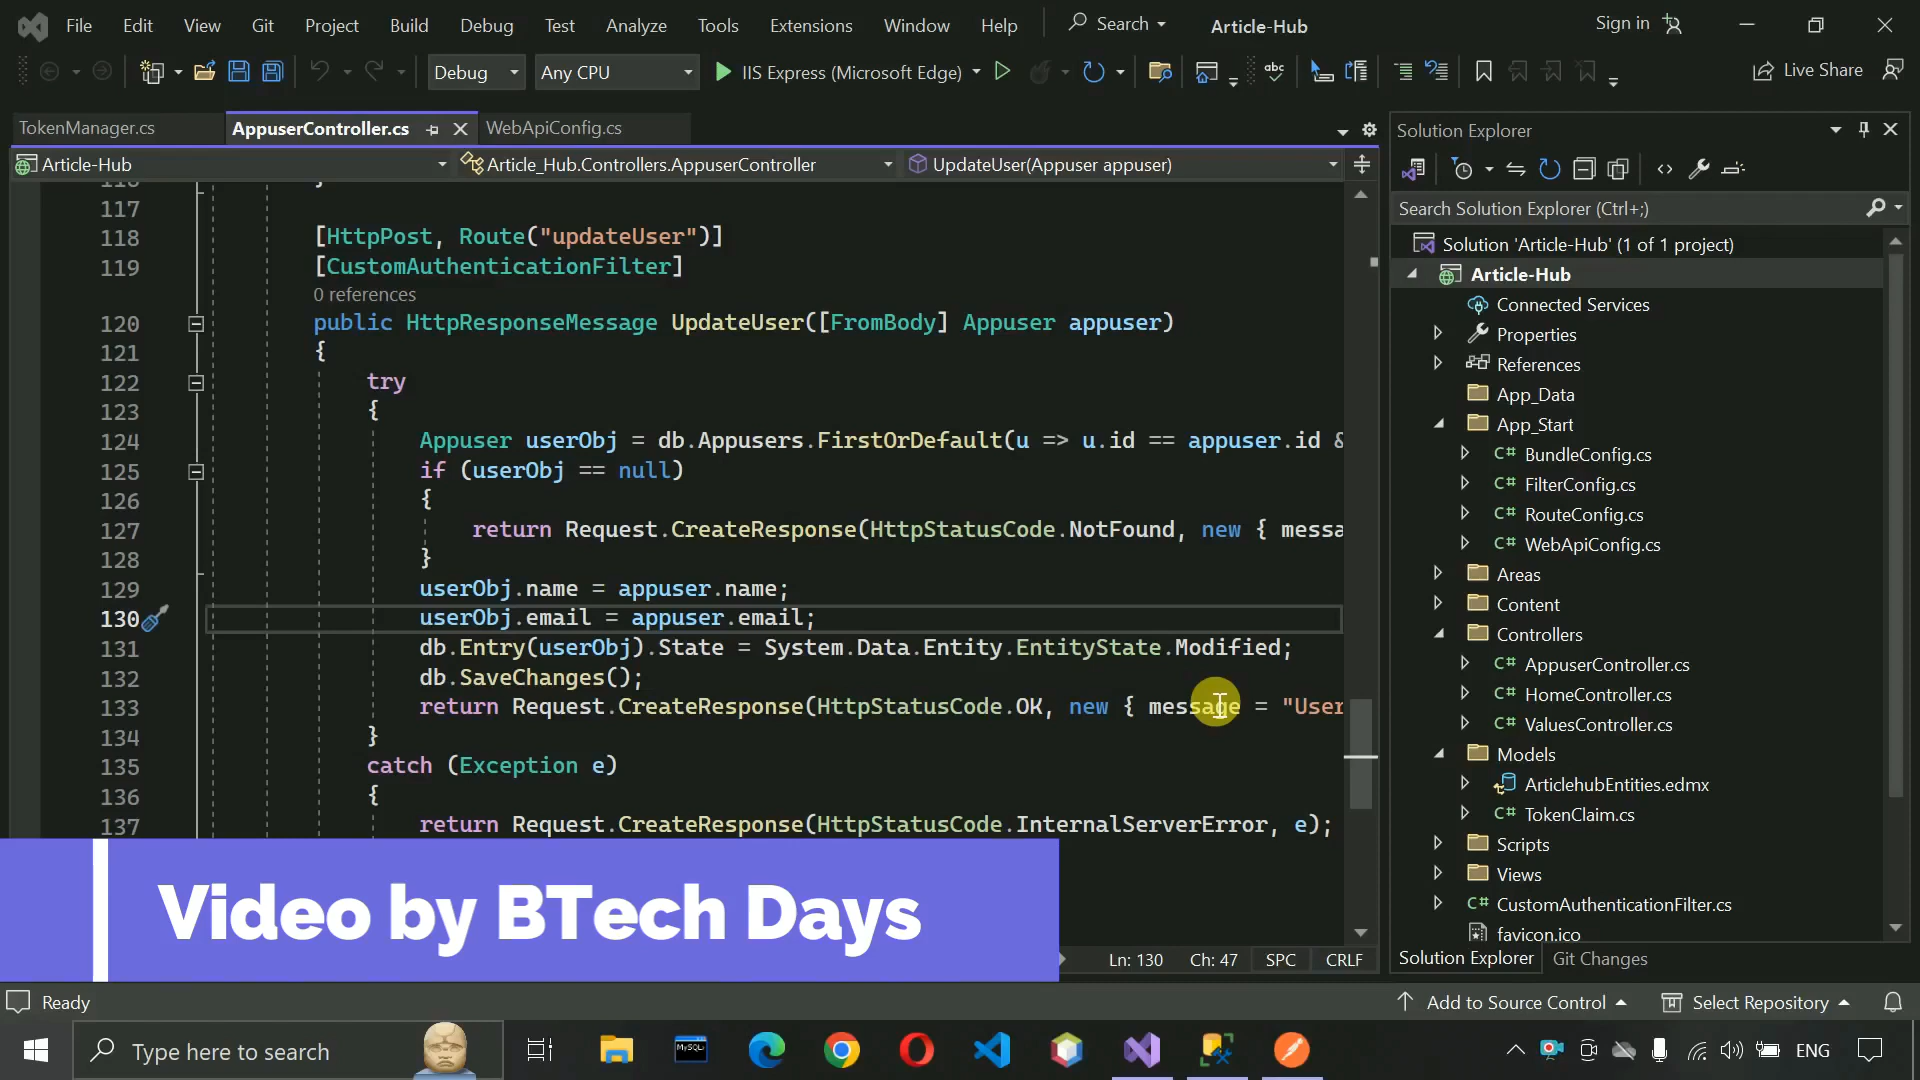 File Edit View Git Project Build Debug Test Analyze Tools Extensions Window Help Search Article-Hub Sign in
Debug Any CPU IIS Express (Microsoft Edge) abc Live Share
TokenManager.cs AppuserController.cs WebApiConfig.cs
Article-Hub Article_Hub.Controllers.AppuserController UpdateUser(Appuser appuser)
117
118 [HttpPost, Route("updateUser")]
119 [CustomAuthenticationFilter]
0 references
120 public HttpResponseMessage UpdateUser([FromBody] Appuser appuser)
121 {
122 try
123 {
124 Appuser userObj = db.Appusers.FirstOrDefault(u => u.id == appuser.id &
125 if (userObj == null)
126 {
127 return Request.CreateResponse(HttpStatusCode.NotFound, new { messa
128 }
129 userObj.name = appuser.name;
130 userObj.email = appuser.email;
131 db.Entry(userObj).State = System.Data.Entity.EntityState.Modified;
132 db.SaveChanges();
133 return Request.CreateResponse(HttpStatusCode.OK, new { message = "User
134 }
135 catch (Exception e)
136 {
137 return Request.CreateResponse(HttpStatusCode.InternalServerError, e);
Video by BTech Days
Ln: 130 Ch: 47 SPC CRLF
Solution Explorer
Search Solution Explorer (Ctrl+;)
Solution 'Article-Hub' (1 of 1 project)
Article-Hub
Connected Services
Properties
References
App_Data
App_Start
C# BundleConfig.cs
C# FilterConfig.cs
C# RouteConfig.cs
C# WebApiConfig.cs
Areas
Content
Controllers
C# AppuserController.cs
C# HomeController.cs
C# ValuesController.cs
Models
ArticlehubEntities.edmx
C# TokenClaim.cs
Scripts
Views
C# CustomAuthenticationFilter.cs
favicon.ico
Solution Explorer Git Changes
Ready Add to Source Control Select Repository
Type here to search MySQL ENG